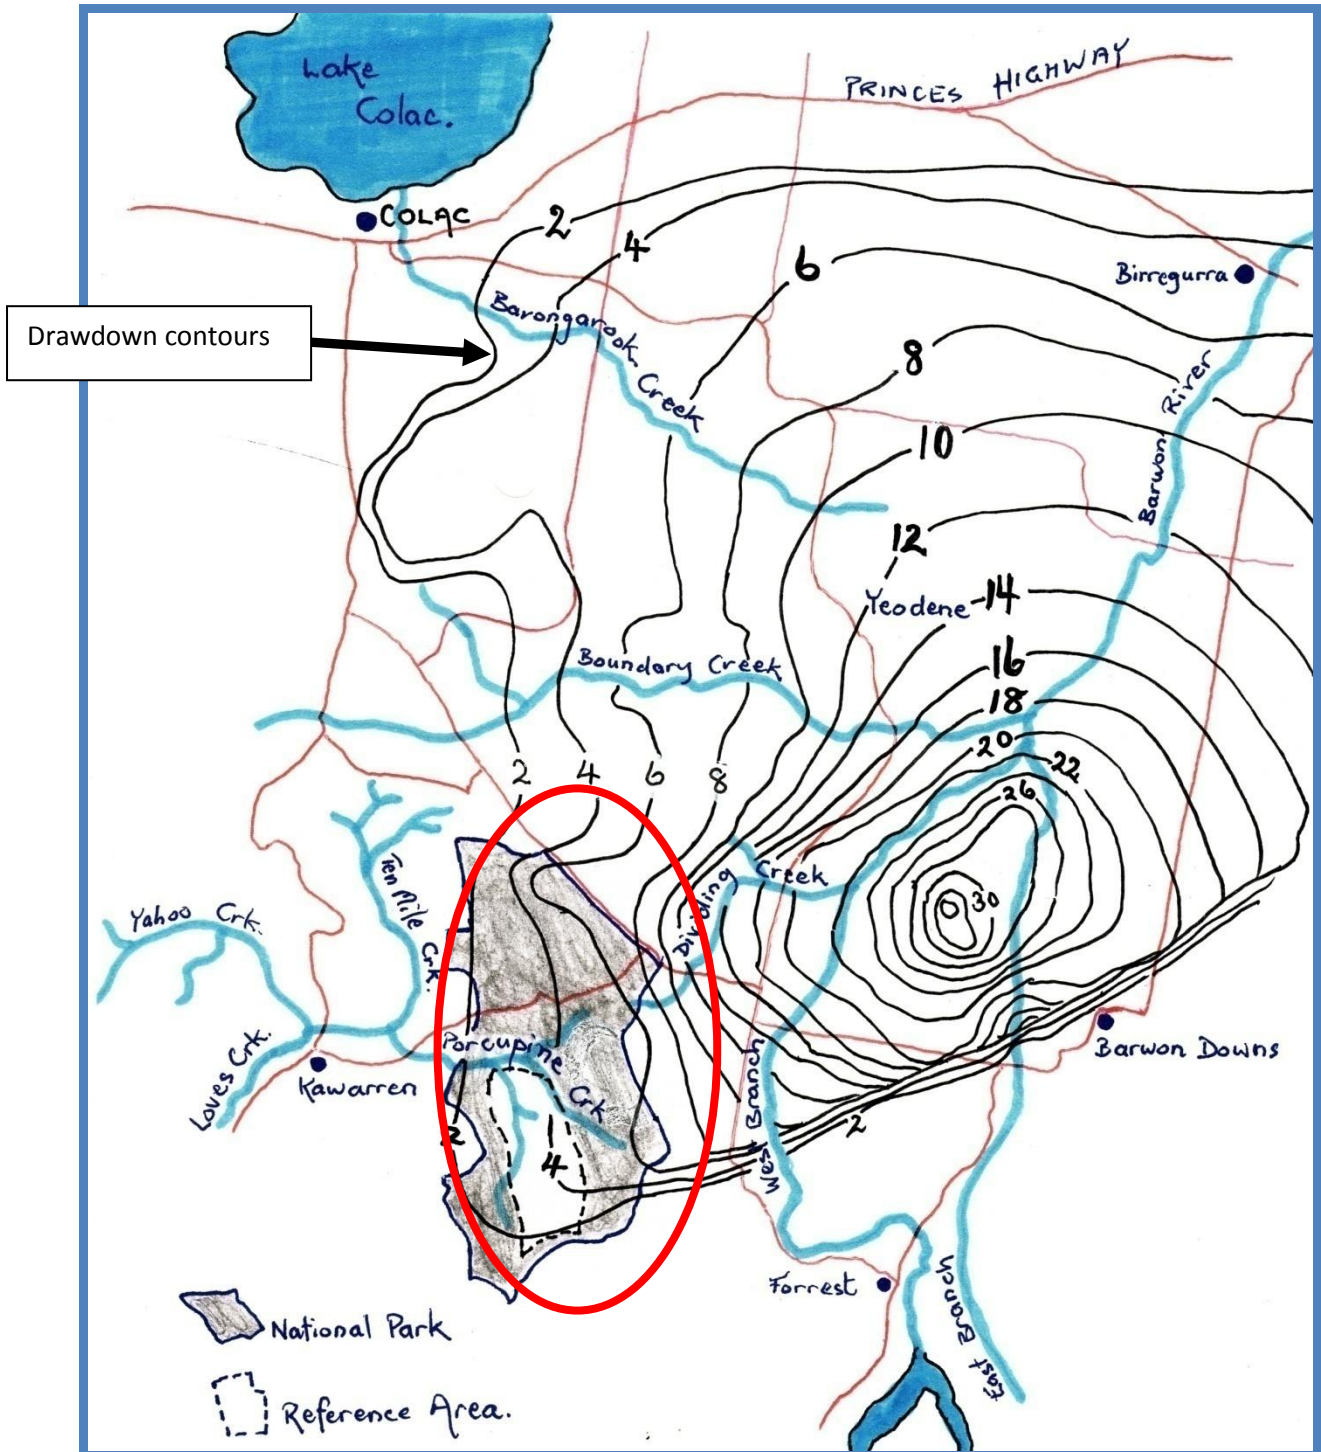 Lake
Colac.
PRINCES HIGHWAY
COLAC
2
4
6
Birregurra
Drawdown contours
Barongarook
Creek
8
Barwon River
10
12
Yeodene
14
Boundary Creek
16
18
20
22
2
4
6
8
26
Ten Mile
Crk.
Dividing
Creek
30
Yahoo Crk.
Loves Crk.
Kawarren
Porcupine
Crk
Barwon Downs
2
4
2
West Branch
Forrest
East Branch
National Park
Reference Area.